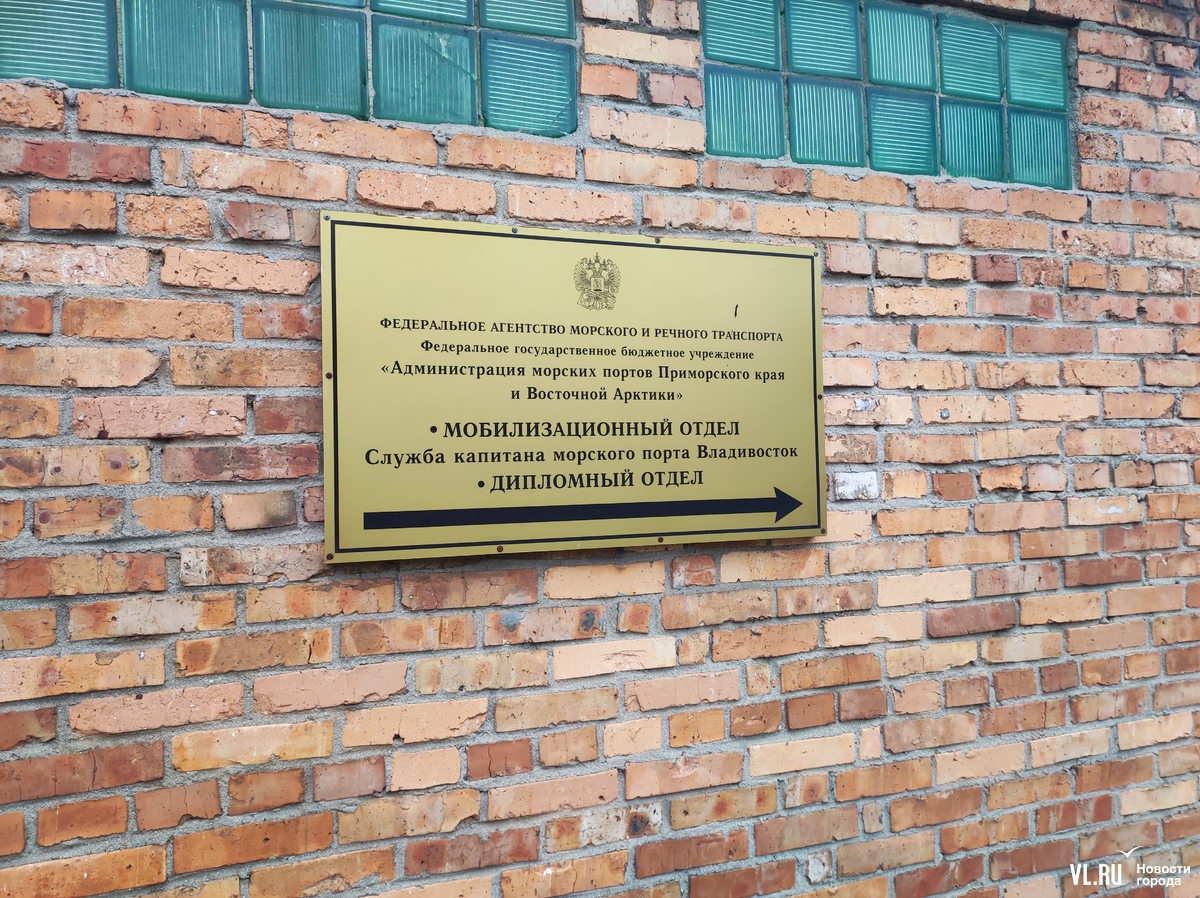 ФЕДЕРАЛЬНОЕ АГЕНТСТВО МОРСКОГО И РЕЧНОГО ТРАНСПОРТА
Федеральное государственное бюджетное учреждение
«Администрация морских портов Приморского края
и Восточной Арктики»
• МОБИЛИЗАЦИОННЫЙ ОТДЕЛ
Служба капитана морского порта Владивосток
• ДИПЛОМНЫЙ ОТДЕЛ
VL.RU Новости
города